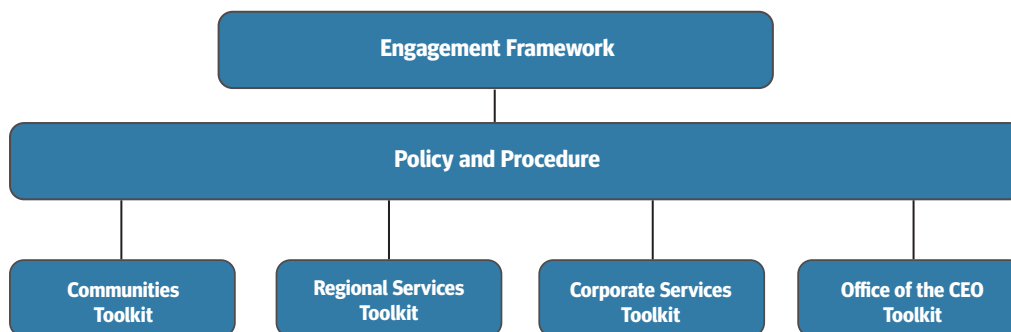 Engagement Framework
Policy and Procedure
Communities
Toolkit
Regional Services
Toolkit
Corporate Services
Toolkit
Office of the CEO
Toolkit